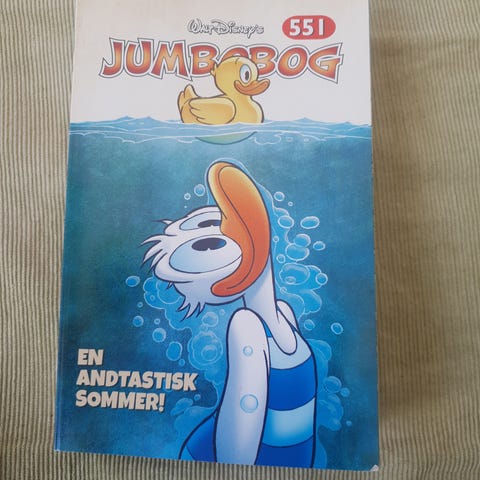 Walt Disney's
551
JUMBOBOG
EN
ANDTASTISK
SOMMER!